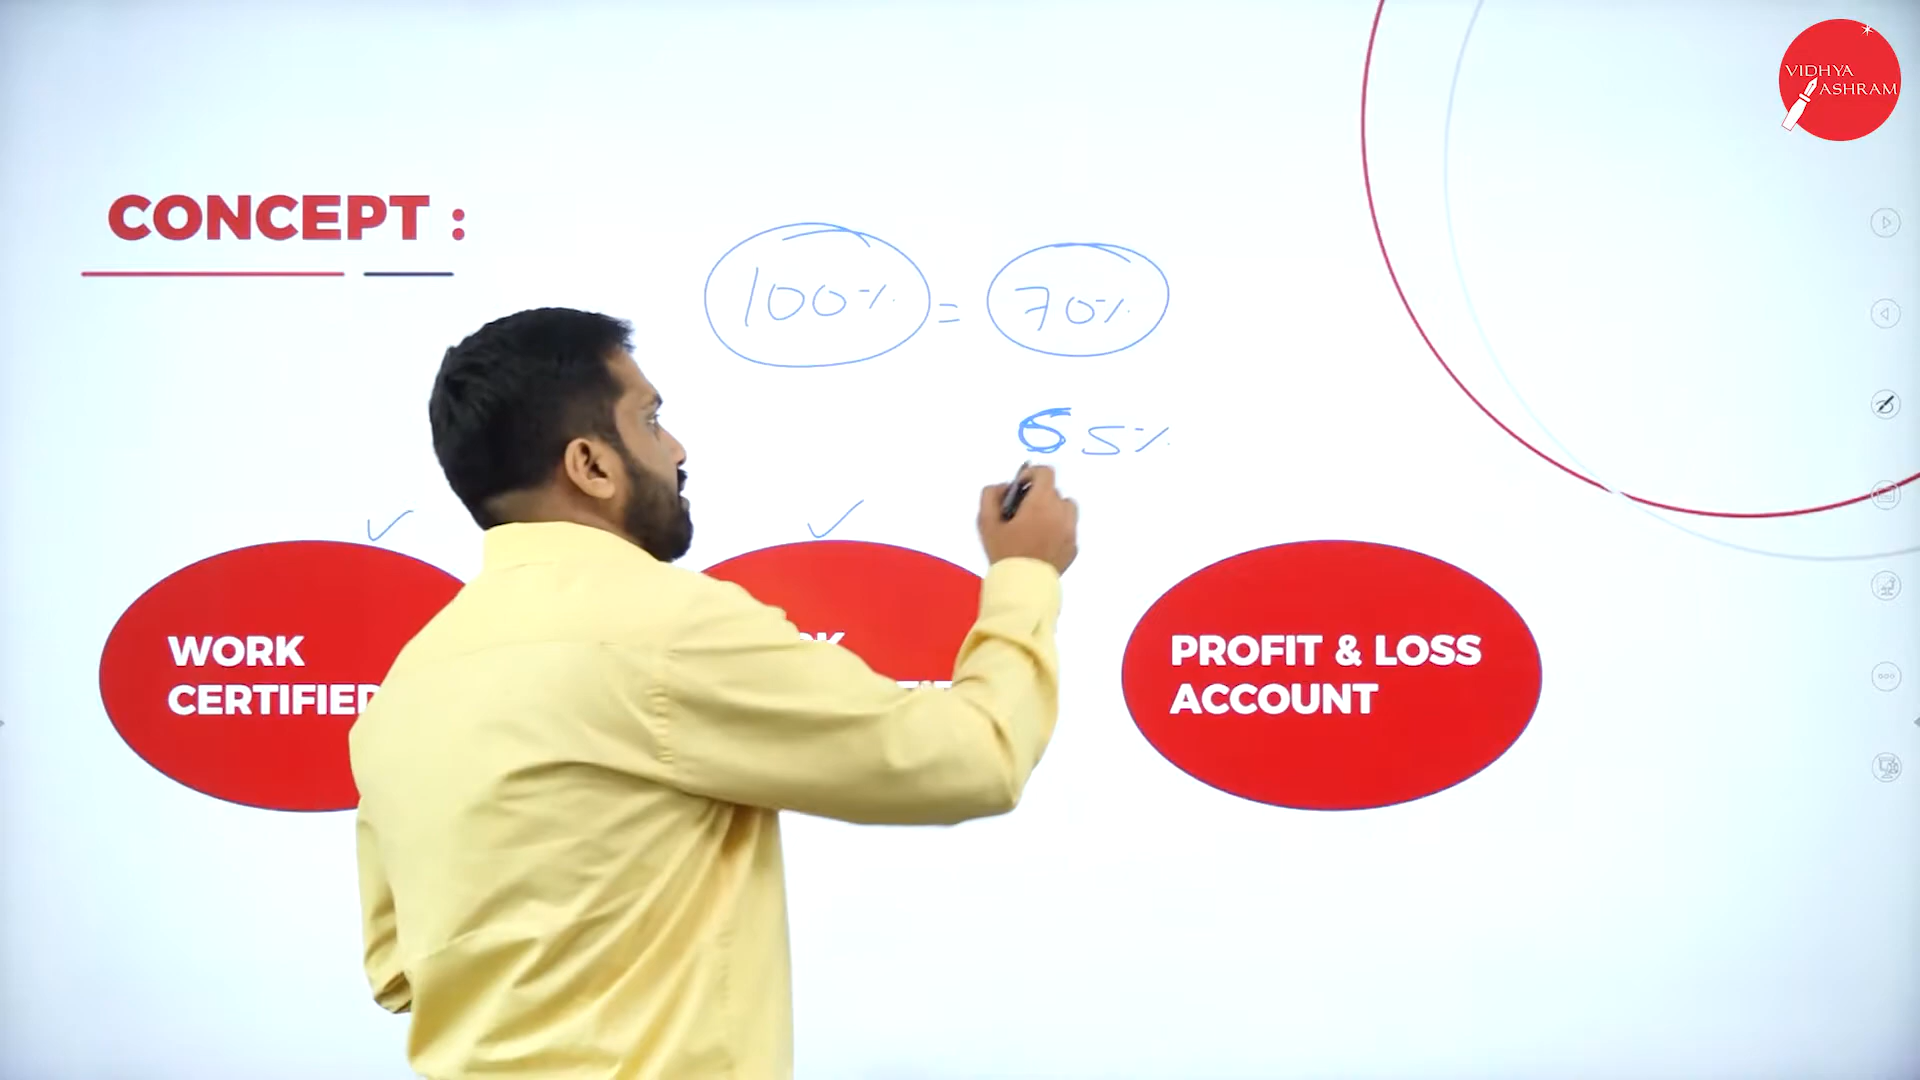 VIDHYA
ASHRAM
CONCEPT :
100% = 70%
65%
WORK
CERTIFIED
PROFIT & LOSS
ACCOUNT